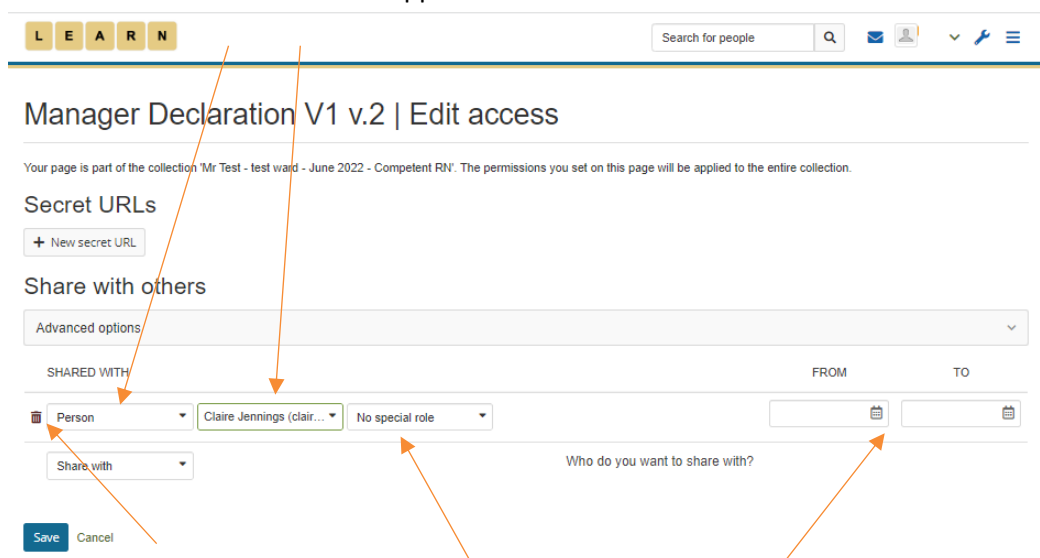 L E A R N
Search for people
Manager Declaration V1 v.2 | Edit access
Your page is part of the collection 'Mr Test - test ward - June 2022 - Competent RN'. The permissions you set on this page will be applied to the entire collection.
Secret URLs
+ New secret URL
Share with others
Advanced options
SHARED WITH FROM TO
Person Claire Jennings (clair... No special role
Share with Who do you want to share with?
Save Cancel